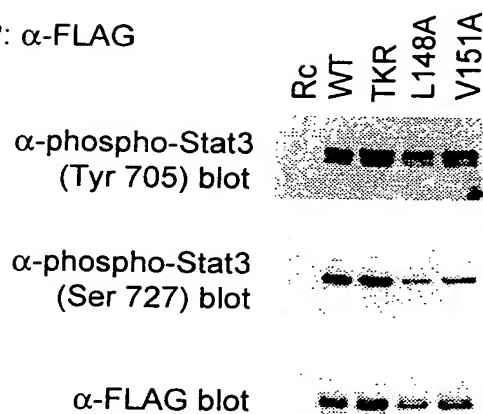 : α-FLAG
Rc WT TKR L148A V151A
α-phospho-Stat3
(Tyr 705) blot
α-phospho-Stat3
(Ser 727) blot
α-FLAG blot